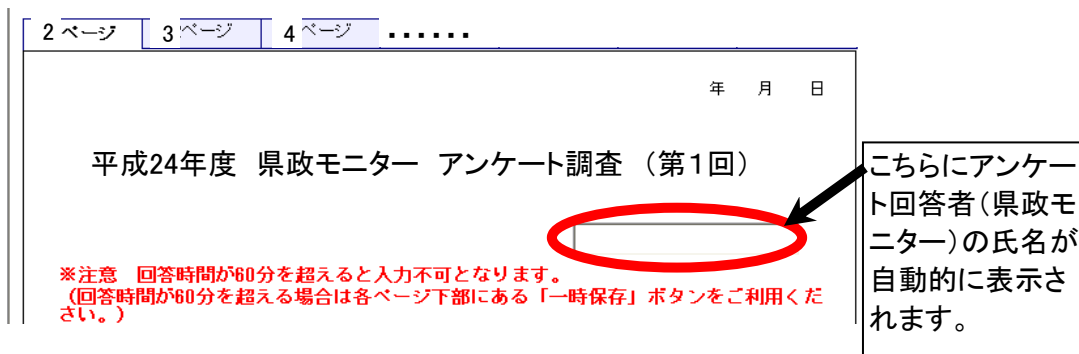 2 ページ 3 ページ 4 ページ ・・・・・・
年 月 日
平成24年度 県政モニター アンケート調査 （第１回）
こちらにアンケー
ト回答者（県政モ
ニター）の氏名が
自動的に表示さ
れます。
※注意 回答時間が60分を超えると入力不可となります。
（回答時間が60分を超える場合は各ページ下部にある「一時保存」ボタンをご利用くだ
さい。）